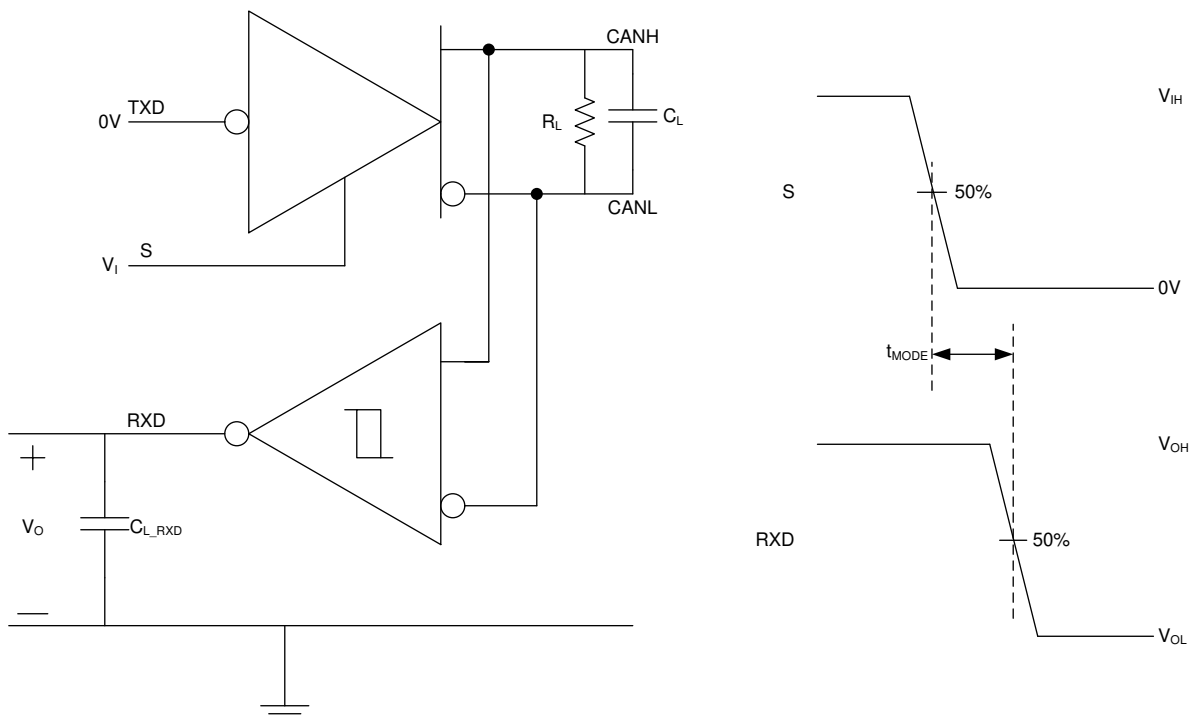 CANH
TXD
0V
R_L
C_L
CANL
S
V_I
RXD
+
V_O
C_L_RXD
—
V_IH
S
50%
0V
t_MODE
V_OH
RXD
50%
V_OL